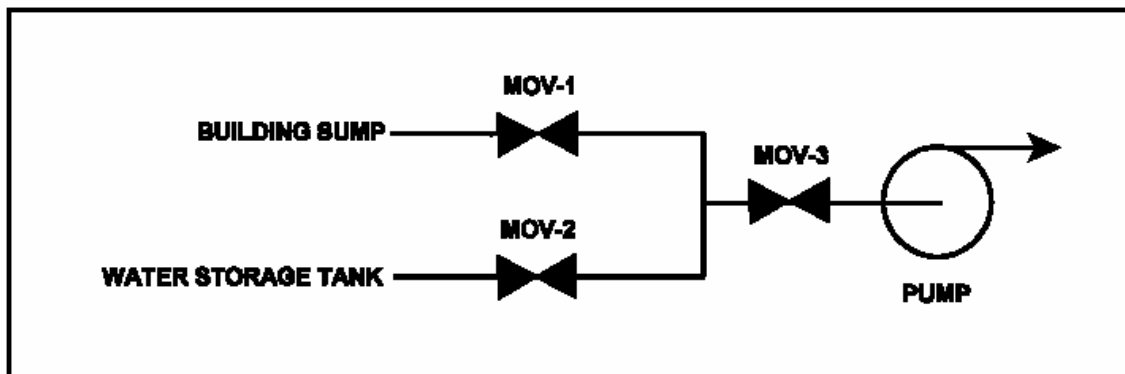 MOV-1
BUILDING SUMP
MOV-3
MOV-2
WATER STORAGE TANK
PUMP